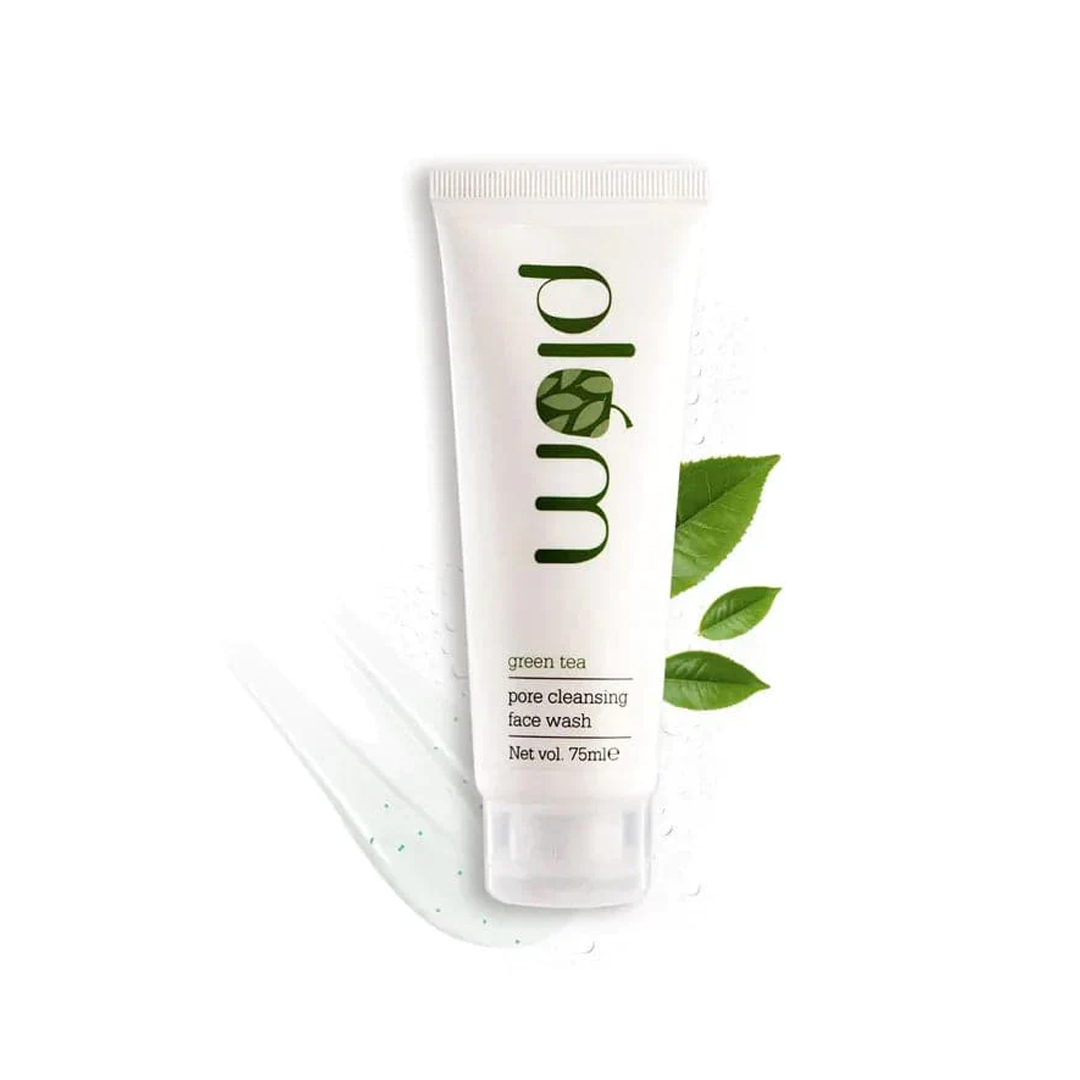 plum
green tea
pore cleansing
face wash
Net vol. 75ml℮